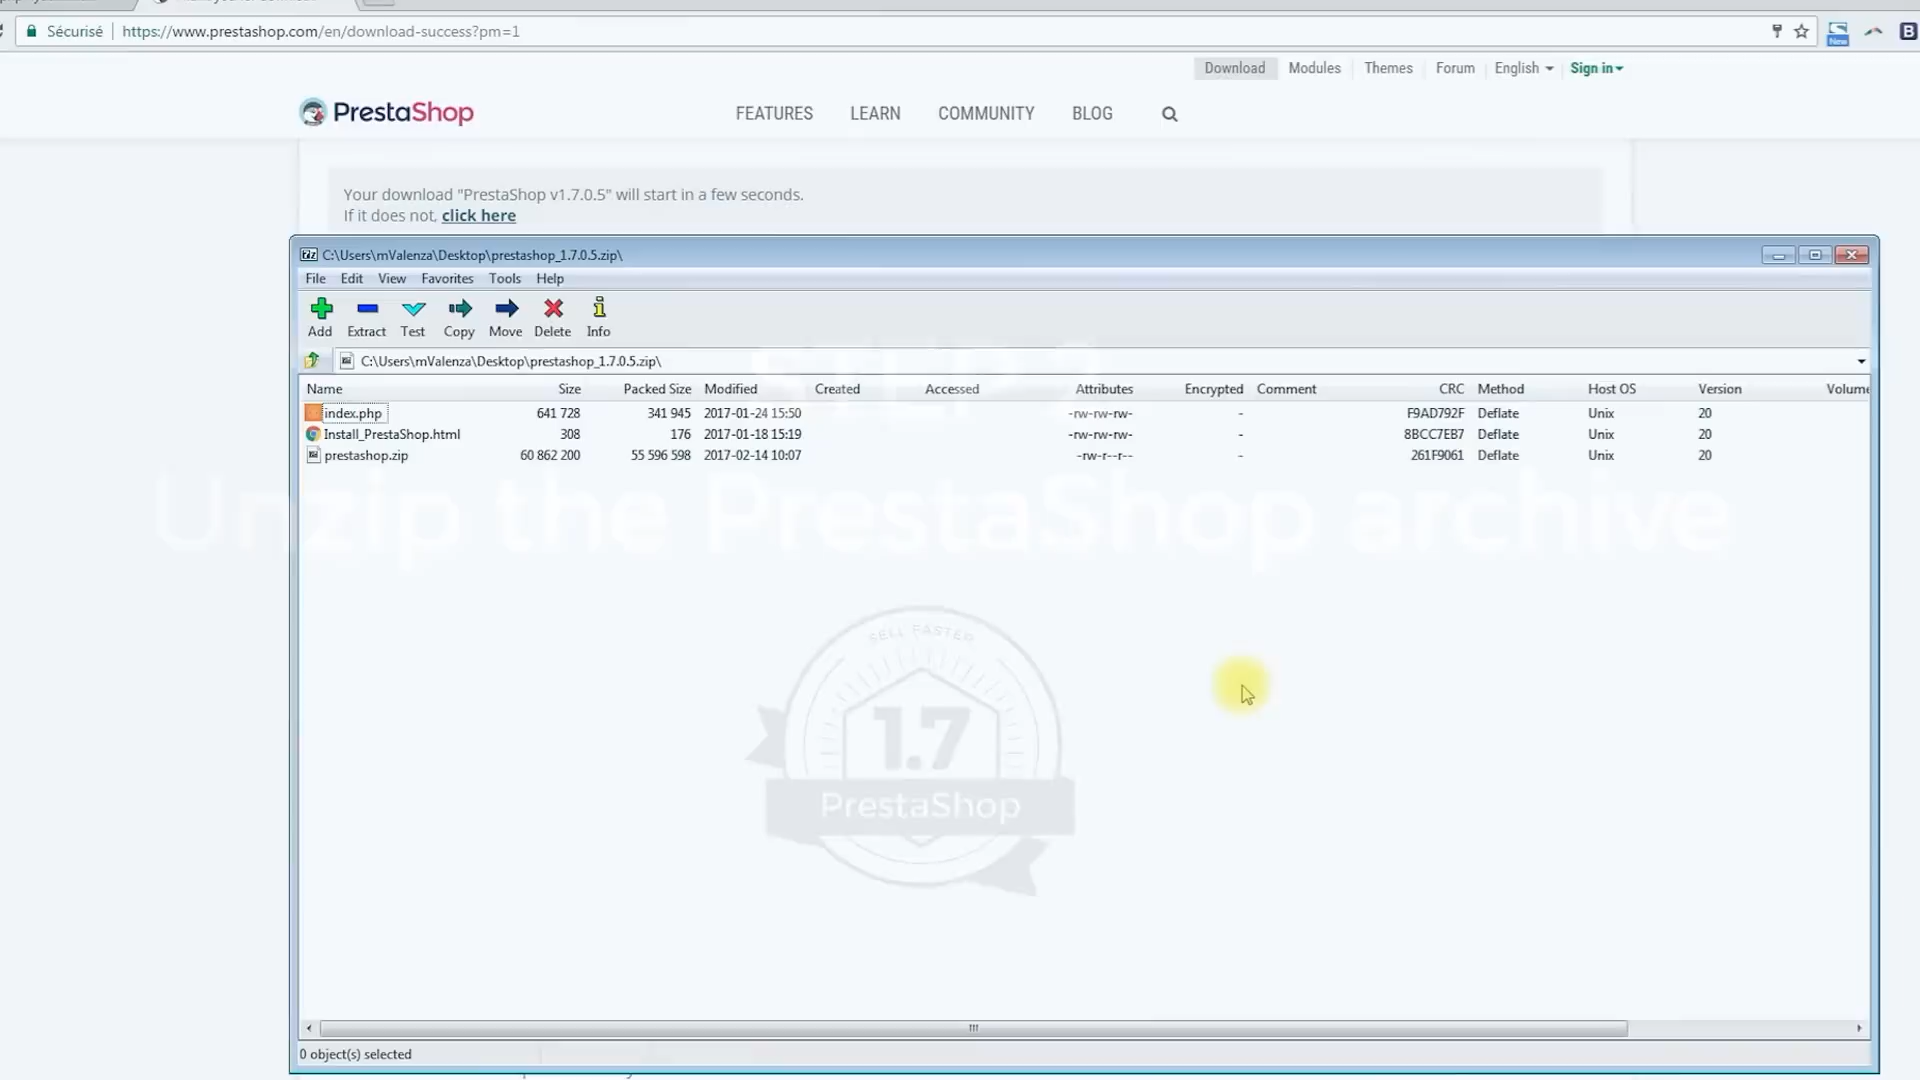 Sécurisé https://www.prestashop.com/en/download-success?pm=1
New
B
Download Modules Themes Forum English Sign in
PrestaShop FEATURES LEARN COMMUNITY BLOG
Your download "PrestaShop v1.7.0.5" will start in a few seconds.
If it does not, click here
7z C:\Users\mValenza\Desktop\prestashop_1.7.0.5.zip\
File Edit View Favorites Tools Help
Add Extract Test Copy Move Delete Info
C:\Users\mValenza\Desktop\prestashop_1.7.0.5.zip\
STEP 2
Name Size Packed Size Modified Created Accessed Attributes Encrypted Comment CRC Method Host OS Version Volume
index.php 641 728 341 945 2017-01-24 15:50 -rw-rw-rw- - F9AD792F Deflate Unix 20
Install_PrestaShop.html 308 176 2017-01-18 15:19 -rw-rw-rw- - 8BCC7EB7 Deflate Unix 20
prestashop.zip 60 862 200 55 596 598 2017-02-14 10:07 -rw-r--r-- - 261F9061 Deflate Unix 20
Unzip the PrestaShop archive
SELL FASTER
1.7
PrestaShop
0 object(s) selected